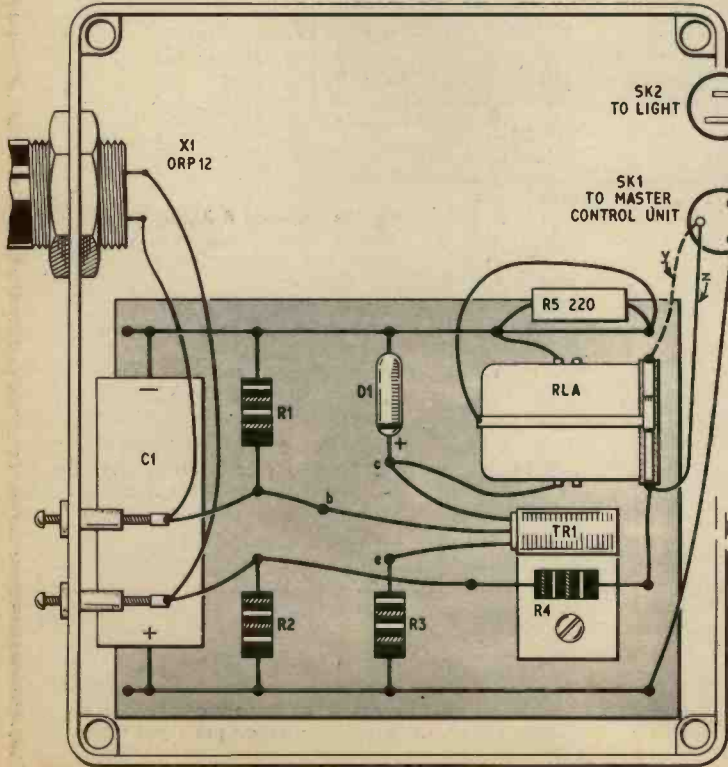 SK2
TO LIGHT
X1
ORP12
SK1
TO MASTER
CONTROL UNIT
y
z
R5 220
D1
RLA
−
R1
C1
+
c
b
TR1
e
R4
R2
R3
+